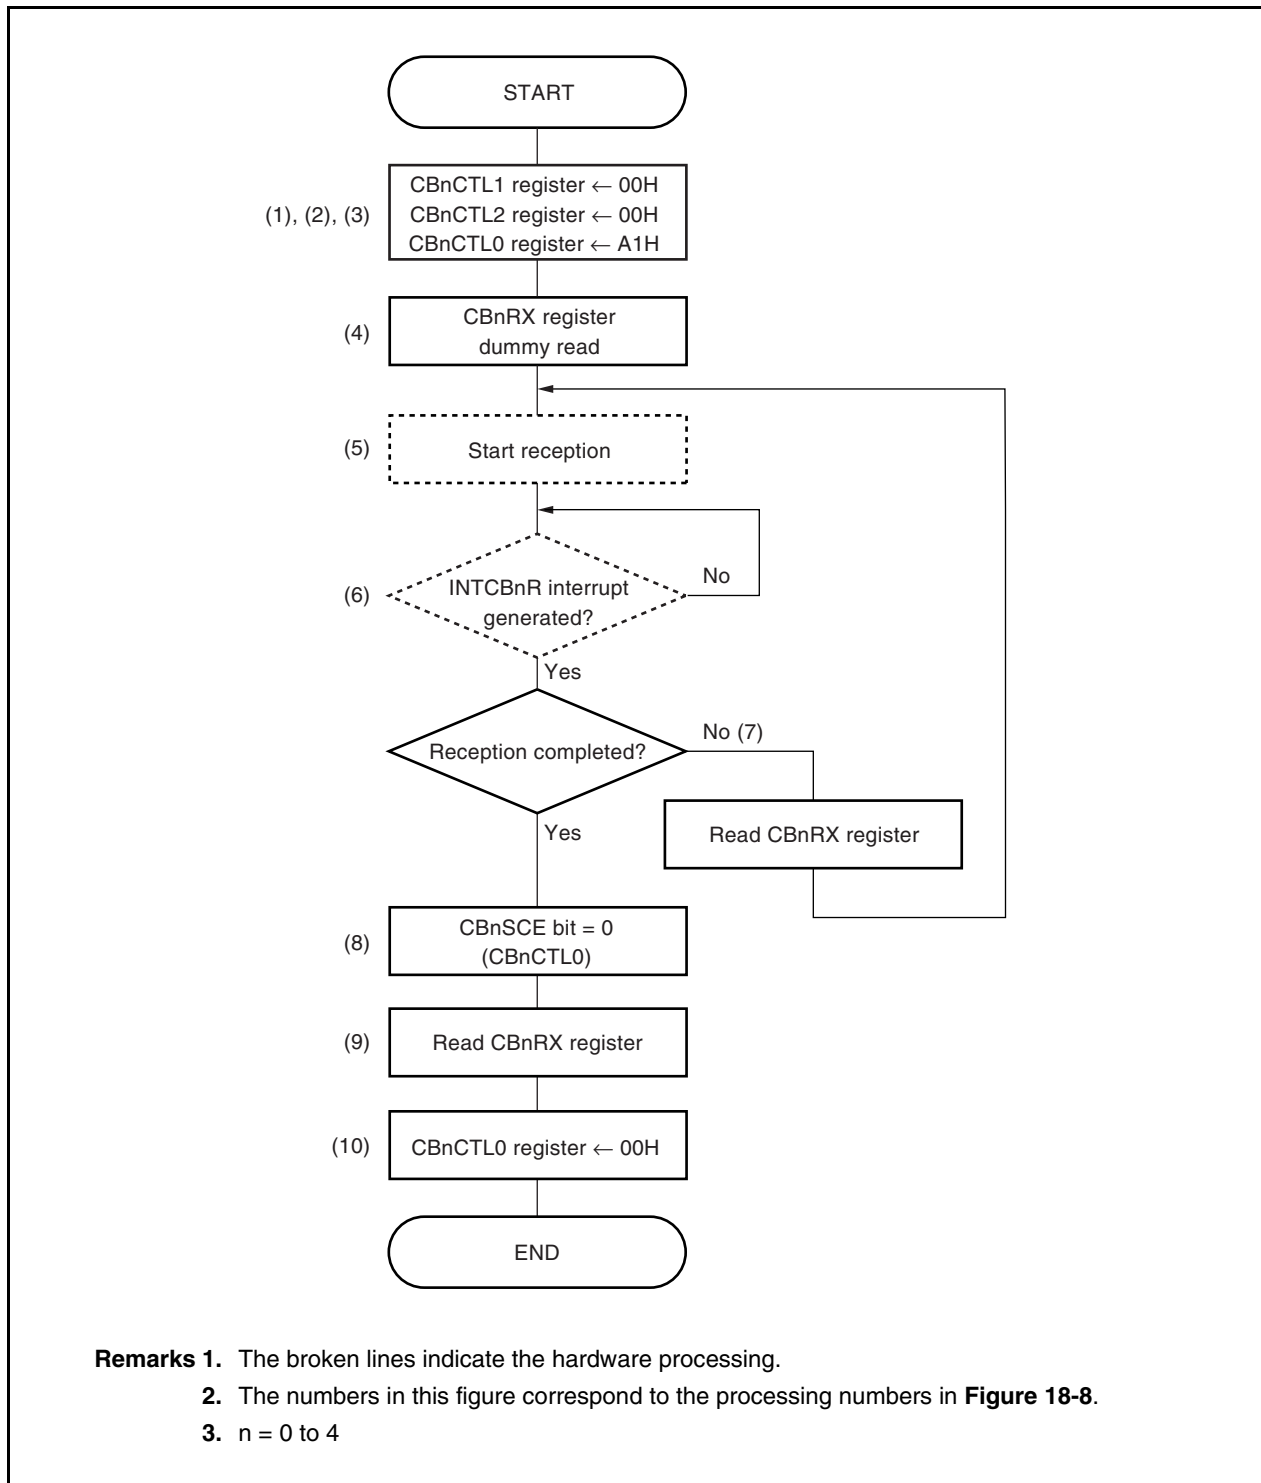 START
(1), (2), (3)
CBnCTL1 register ← 00H
CBnCTL2 register ← 00H
CBnCTL0 register ← A1H
(4)
CBnRX register
dummy read
(5)
Start reception
(6)
INTCBnR interrupt
generated?
No
Yes
Reception completed?
No (7)
Read CBnRX register
Yes
(8)
CBnSCE bit = 0
(CBnCTL0)
(9)
Read CBnRX register
(10)
CBnCTL0 register ← 00H
END
Remarks 1. The broken lines indicate the hardware processing.
2. The numbers in this figure correspond to the processing numbers in Figure 18-8.
3. n = 0 to 4